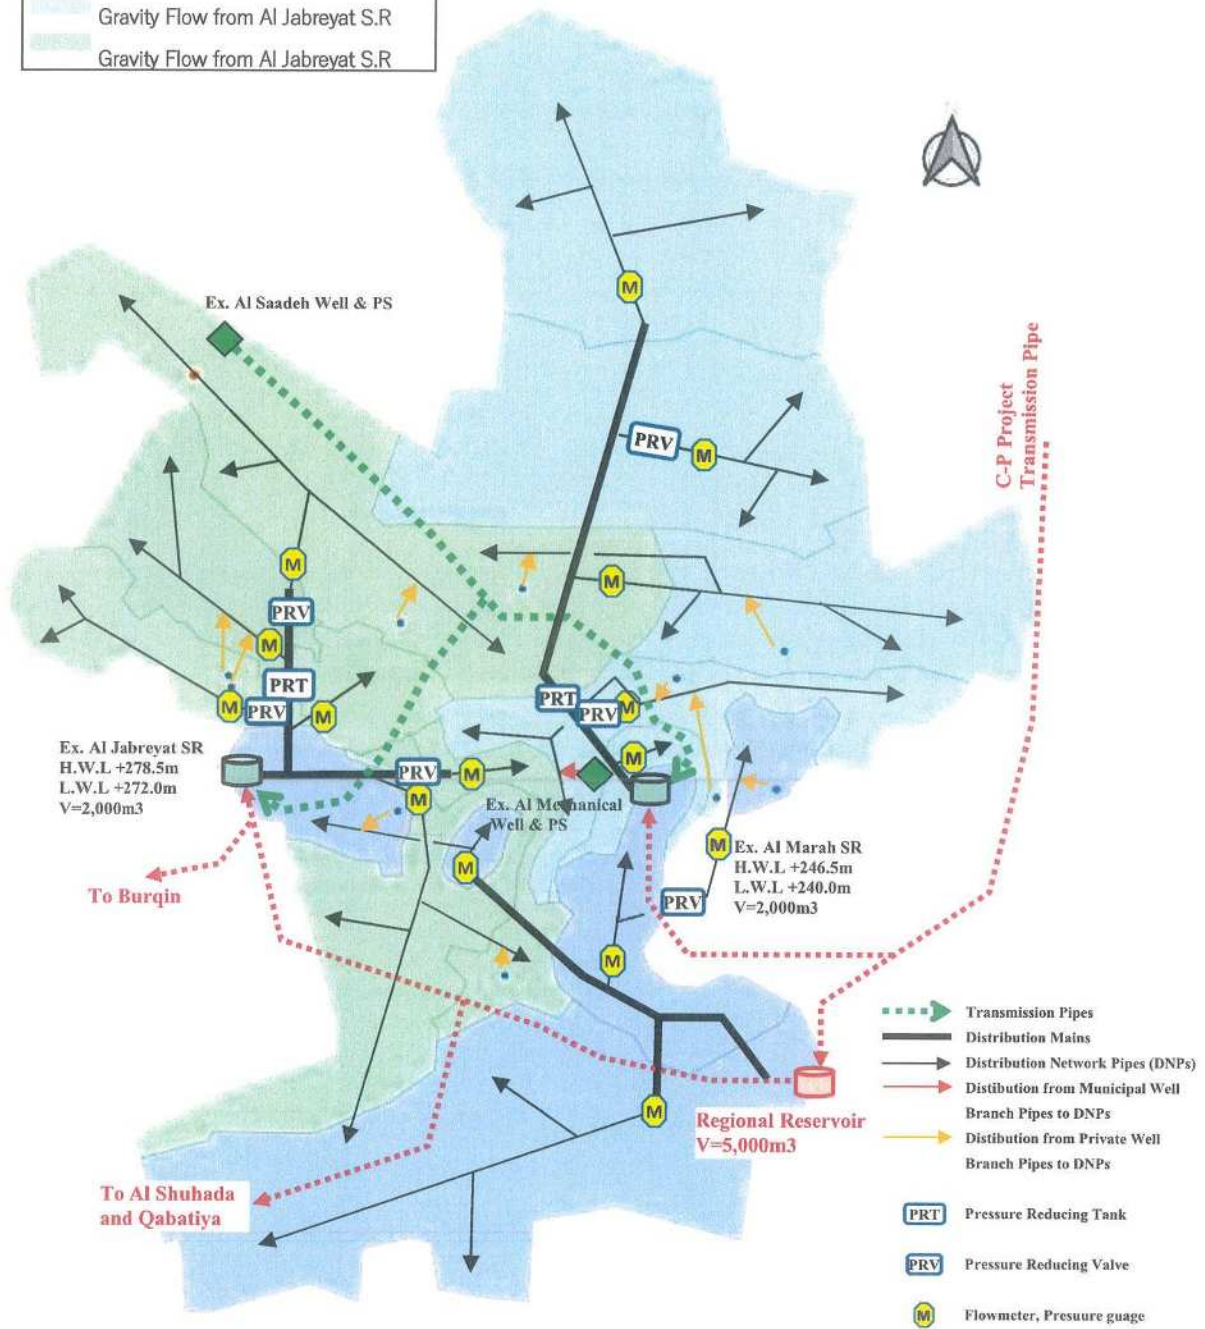 Gravity Flow from Al Jabreyat S.R
Gravity Flow from Al Jabreyat S.R
Ex. Al Saadeh Well & PS
M
C-P Project
Transmission Pipe
PRV
M
M
M
PRV
M
PRT
M
PRV
M
PRT
PRV
M
Ex. Al Jabreyat SR
H.W.L +278.5m
L.W.L +272.0m
V=2,000m3
PRV
M
M
M
Ex. Al Mechanical
Well & PS
M
M
Ex. Al Marah SR
H.W.L +246.5m
L.W.L +240.0m
V=2,000m3
To Burqin
PRV
M
Transmission Pipes
Distribution Mains
Distribution Network Pipes (DNPs)
Distibution from Municipal Well
Branch Pipes to DNPs
Distibution from Private Well
Branch Pipes to DNPs
M
Regional Reservoir
V=5,000m3
To Al Shuhada
and Qabatiya
PRT Pressure Reducing Tank
PRV Pressure Reducing Valve
M Flowmeter, Presuure guage